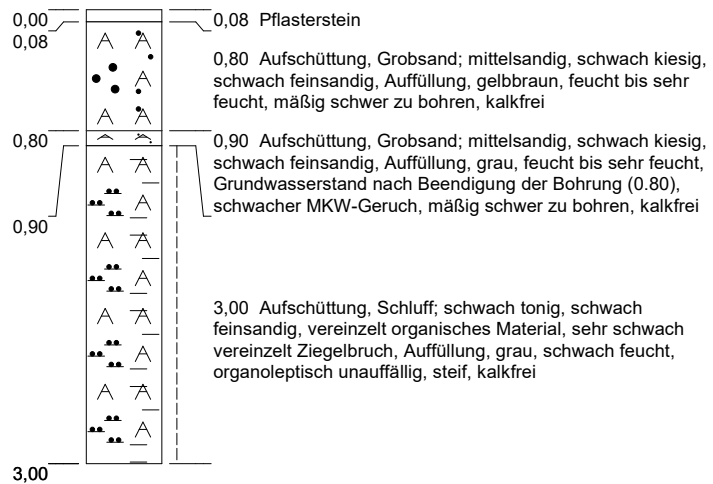 0,00
0,08 Pflasterstein
0,08
0,80 Aufschüttung, Grobsand; mittelsandig, schwach kiesig,
schwach feinsandig, Auffüllung, gelbbraun, feucht bis sehr
feucht, mäßig schwer zu bohren, kalkfrei
0.80
0,90 Aufschüttung, Grobsand; mittelsandig, schwach kiesig,
schwach feinsandig, Auffüllung, grau, feucht bis sehr feucht,
Grundwasserstand nach Beendigung der Bohrung (0.80),
schwacher MKW-Geruch, mäßig schwer zu bohren, kalkfrei
0,90
3,00 Aufschüttung, Schluff; schwach tonig, schwach
feinsandig, vereinzelt organisches Material, sehr schwach
vereinzelt Ziegelbruch, Auffüllung, grau, schwach feucht,
organoleptisch unauffällig, steif, kalkfrei
3,00